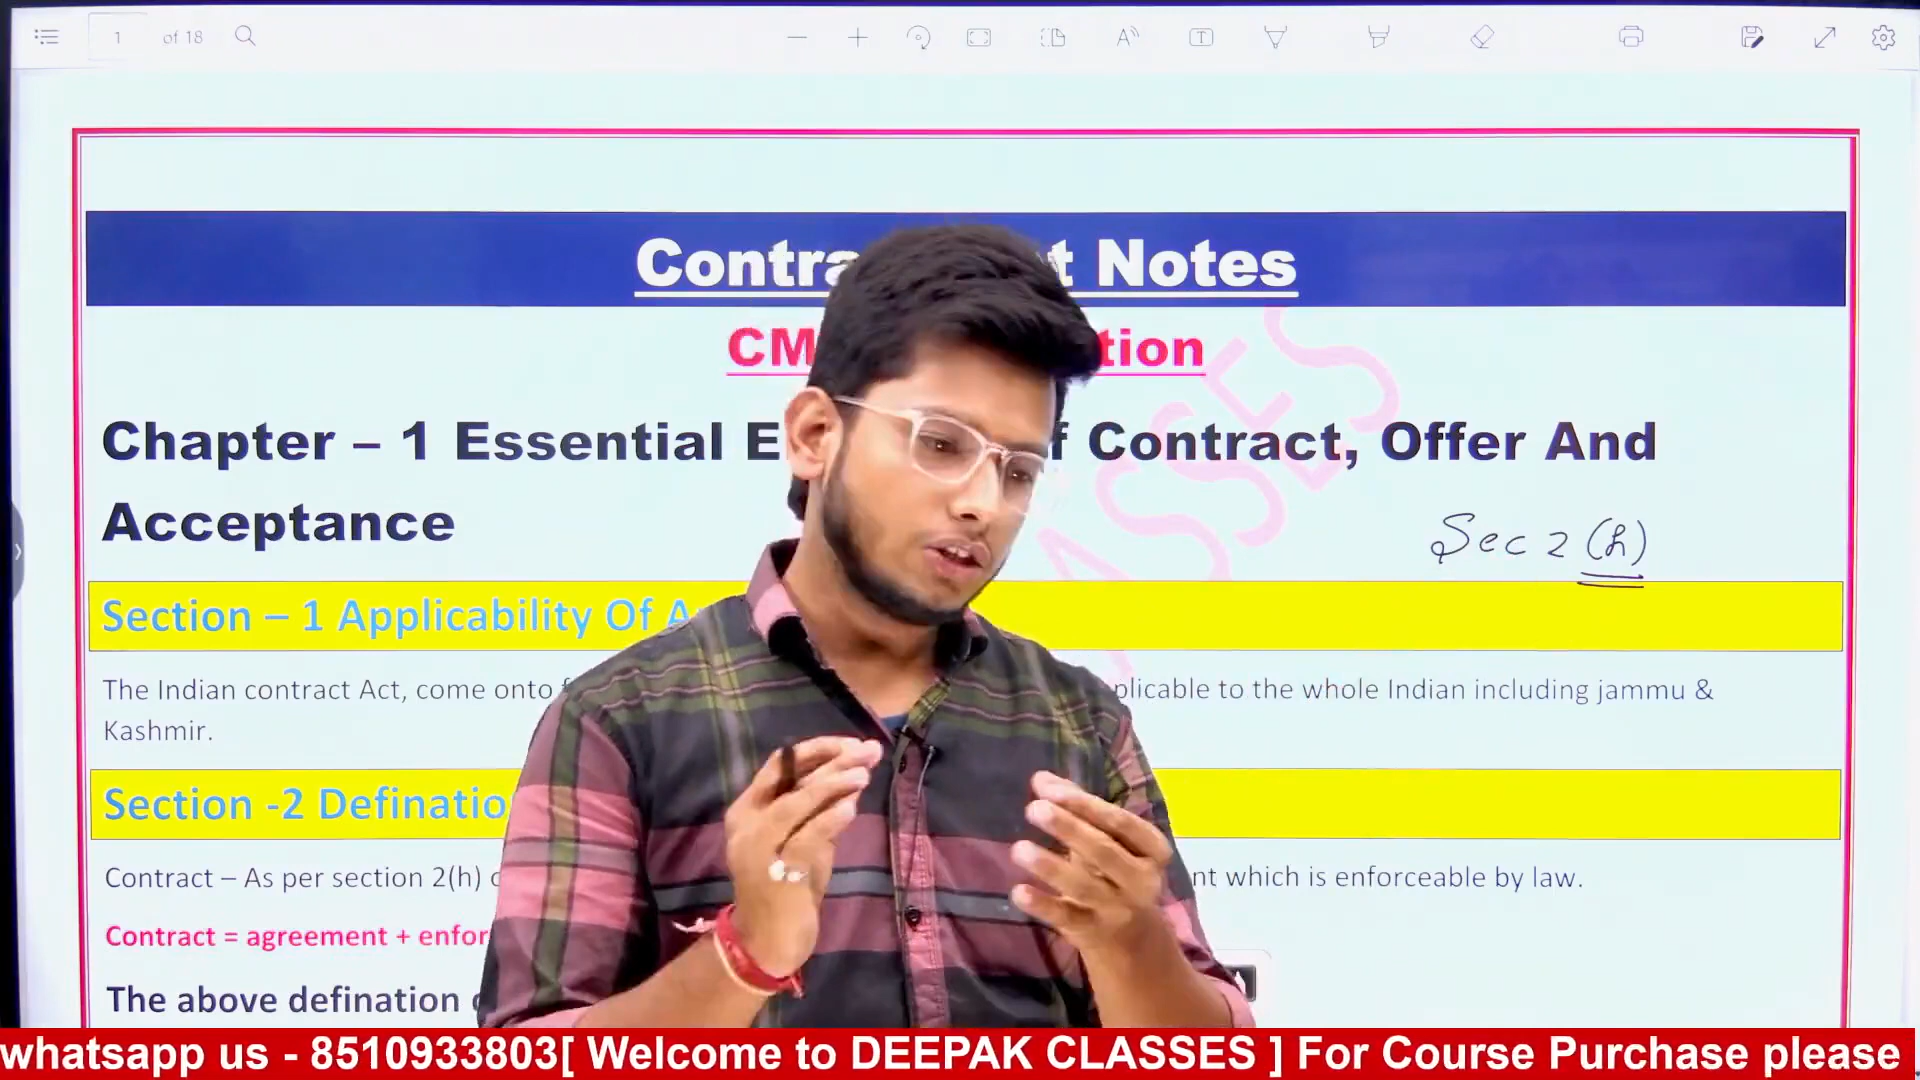 1 of 18
Contra t Notes
CM tion
Chapter – 1 Essential E f Contract, Offer And
Acceptance
Sec 2 (h)
Section – 1 Applicability Of A
The Indian contract Act, come onto plicable to the whole Indian including jammu &
Kashmir.
Section -2 Definatio
Contract – As per section 2(h) nt which is enforceable by law.
Contract = agreement + enfor
The above defination
ASSES
whatsapp us - 8510933803[ Welcome to DEEPAK CLASSES ] For Course Purchase please